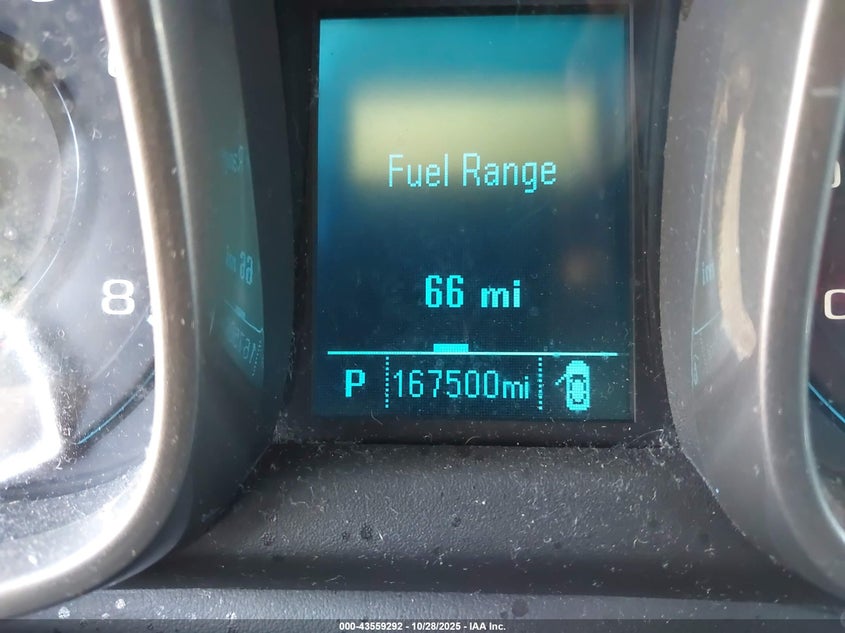 Fuel Range
66 mi
8
P 167500mi
000-43559292 - 10/28/2025 - IAA Inc.